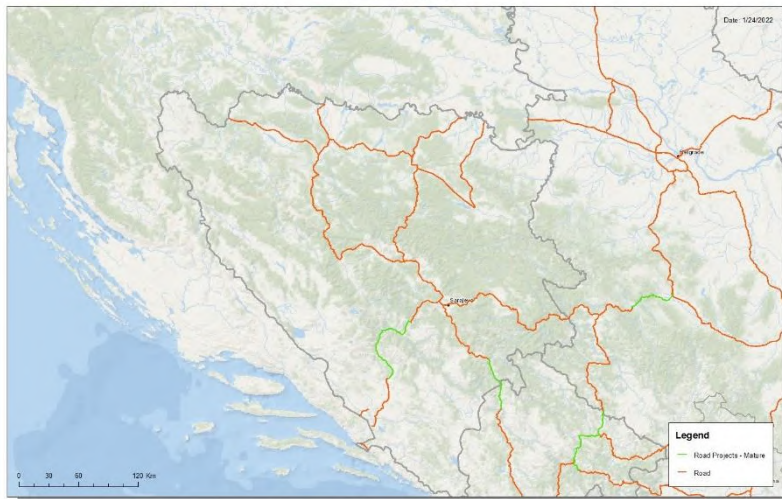 Date: 1/24/2022
Belgrade
Sarajevo
Legend
Road Projects - Mature
Road
0 30 60 120 Km